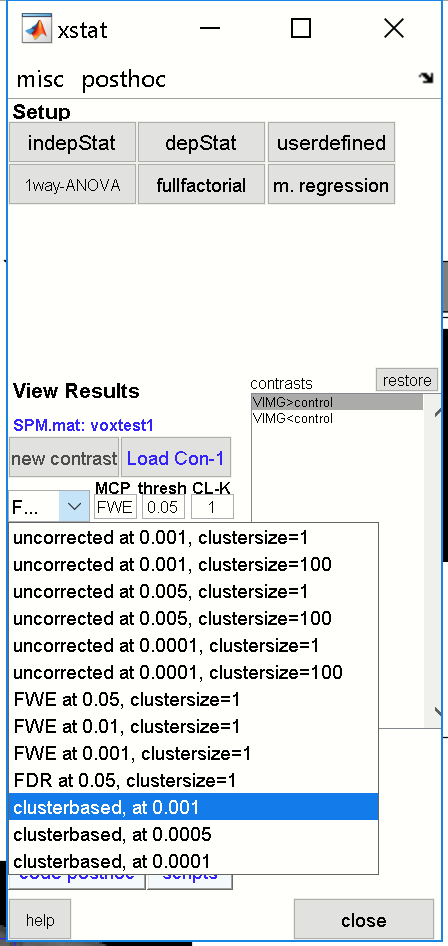 xstat
misc posthoc
Setup
indepStat depStat userdefined
1way-ANOVA fullfactorial m. regression
View Results
contrasts restore
VIMG>control
SPM.mat: voxtest1
VIMG<control
new contrast Load Con-1
MCP thresh CL-K
F... FWE 0.05 1
uncorrected at 0.001, clustersize=1
uncorrected at 0.001, clustersize=100
uncorrected at 0.005, clustersize=1
uncorrected at 0.005, clustersize=100
uncorrected at 0.0001, clustersize=1
uncorrected at 0.0001, clustersize=100
FWE at 0.05, clustersize=1
FWE at 0.01, clustersize=1
FWE at 0.001, clustersize=1
FDR at 0.05, clustersize=1
clusterbased, at 0.001
clusterbased, at 0.0005
clusterbased, at 0.0001
code posthoc scripts
help close